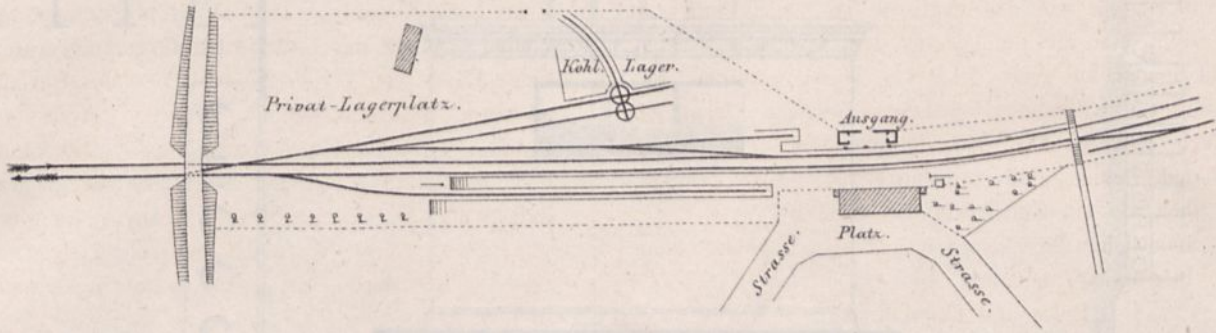 Kohl. Lager.
Privat-Lagerplatz.
Ausgang.
Platz.
Strasse.
Strasse.